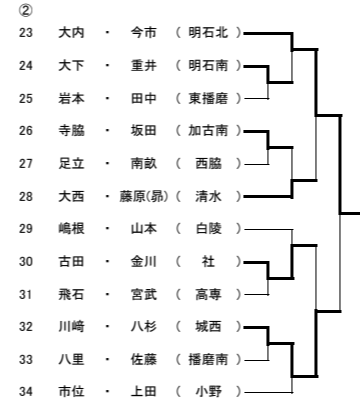 ②
23 大内 ・ 今市 （ 明石北 ）
24 大下 ・ 重井 （ 明石南 ）
25 岩本 ・ 田中 （ 東播磨 ）
26 寺脇 ・ 坂田 （ 加古南 ）
27 足立 ・ 南畝 （ 西脇 ）
28 大西 ・ 藤原(昴) （ 清水 ）
29 嶋根 ・ 山本 （ 白陵 ）
30 古田 ・ 金川 （ 社 ）
31 飛石 ・ 宮武 （ 高専 ）
32 川﨑 ・ 八杉 （ 城西 ）
33 八里 ・ 佐藤 （ 播磨南 ）
34 市位 ・ 上田 （ 小野 ）